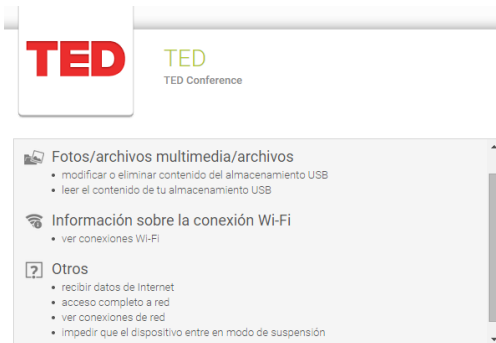 TED
TED
TED Conference
Fotos/archivos multimedia/archivos
• modificar o eliminar contenido del almacenamiento USB
• leer el contenido de tu almacenamiento USB
Información sobre la conexión Wi-Fi
• ver conexiones Wi-Fi
? Otros
• recibir datos de Internet
• acceso completo a red
• ver conexiones de red
• impedir que el dispositivo entre en modo de suspensión